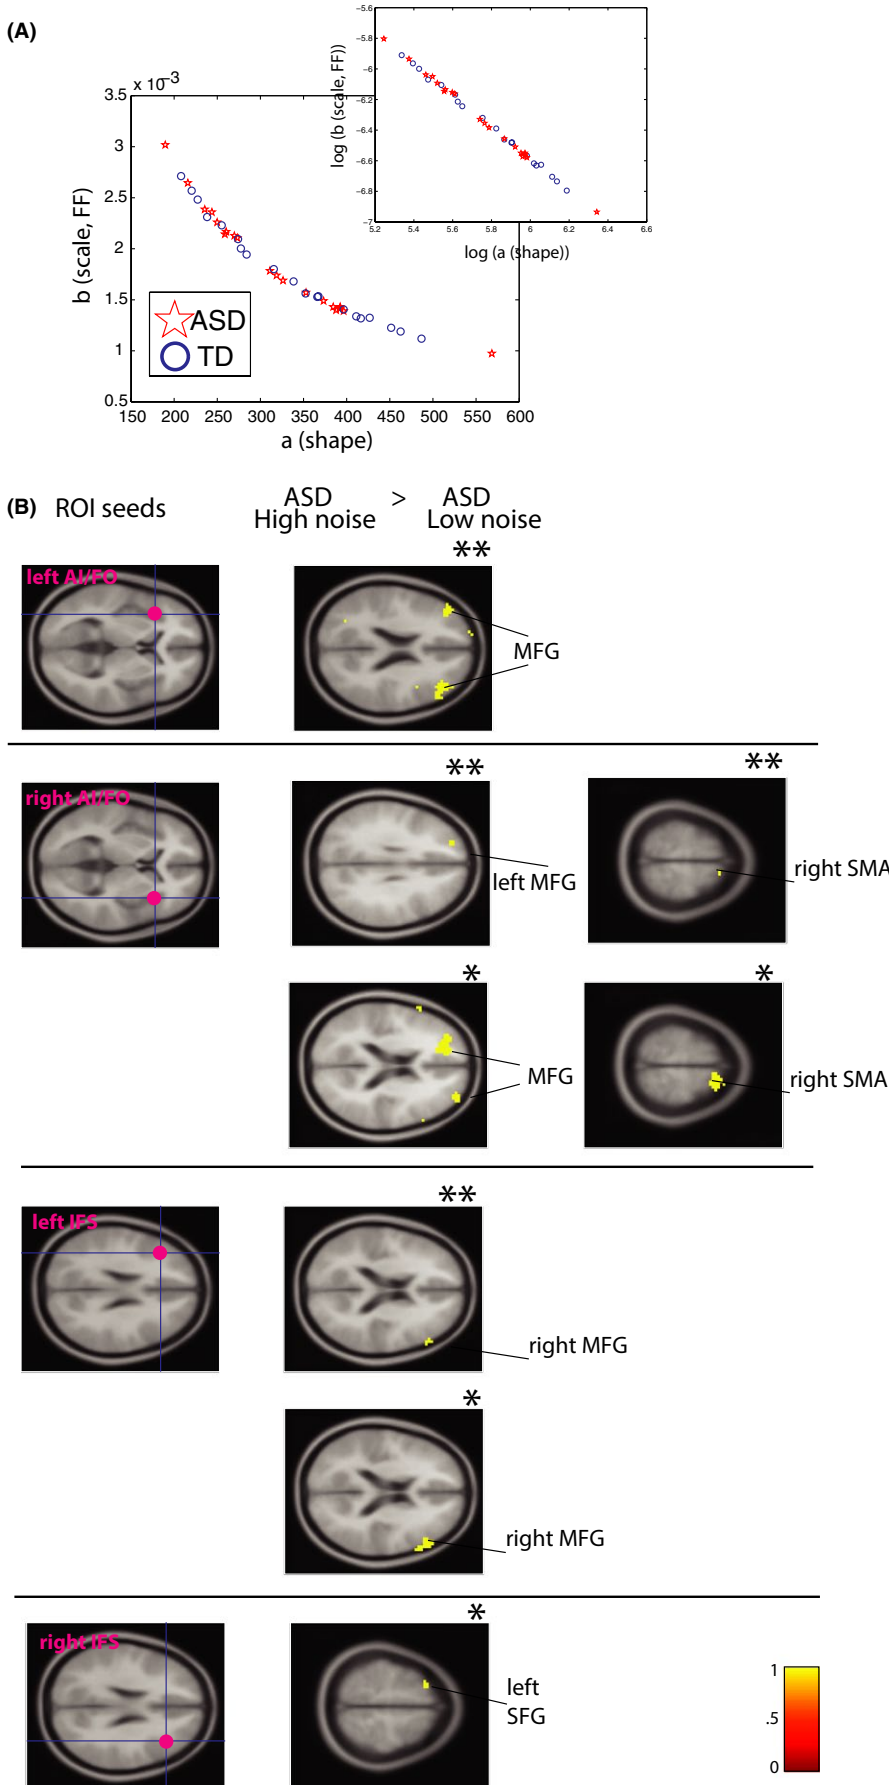 (A)
x 10⁻³
3.5
3
2.5
2
1.5
1
0.5
b (scale, FF)
150 200 250 300 350 400 450 500 550 600
a (shape)
ASD
TD
−5.6
−5.8
−6
−6.2
−6.4
−6.6
−6.8
−7
log (b (scale, FF))
5.2 5.4 5.6 5.8 6 6.2 6.4 6.6
log (a (shape))
(B) ROI seeds
ASD > ASD
High noise Low noise
**
left AI/FO
MFG
** **
right AI/FO
left MFG
right SMA
* *
MFG
right SMA
**
left IFS
right MFG
*
right MFG
*
right IFS
left
SFG
1
.5
0